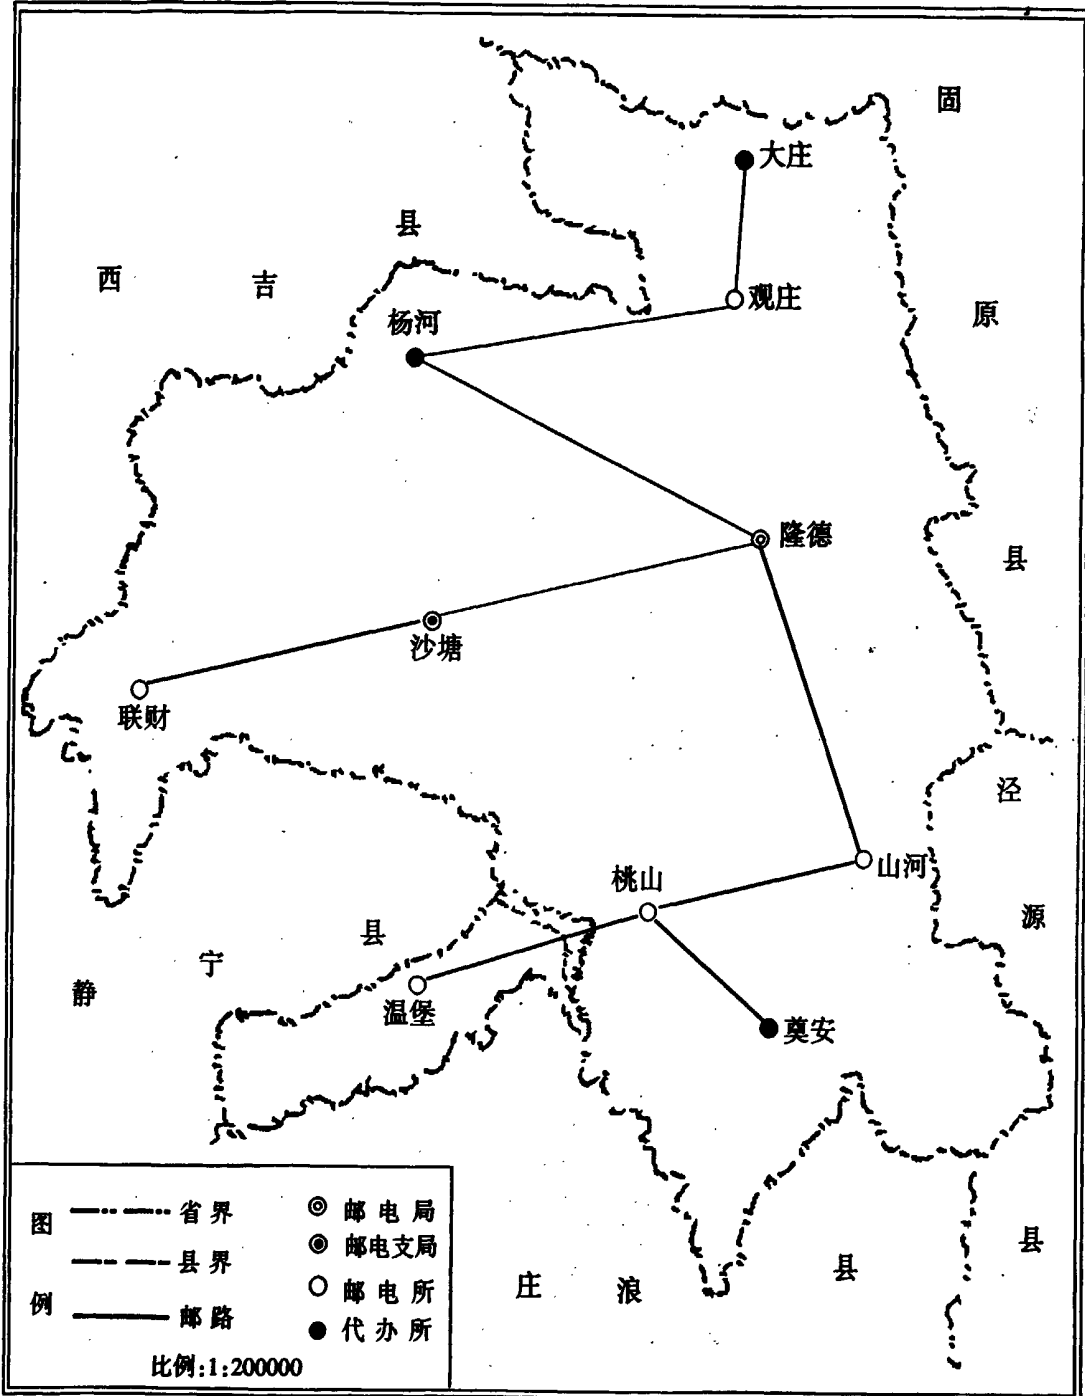 固
大庄
县
西
吉
观庄
原
杨河
隆德
县
沙塘
联财
泾
山河
桃山
源
县
宁
静
温堡
奠安
图
例
省界
县界
邮路
邮电局
邮电支局
邮电所
代办所
比例:1:200000
庄
浪
县
县